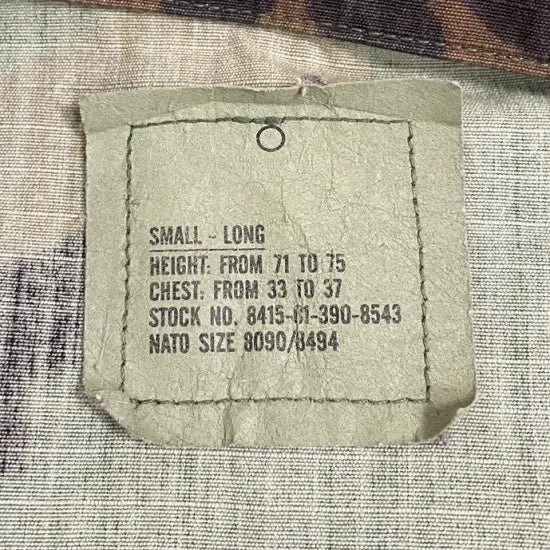 SMALL - LONG
HEIGHT: FROM 71 TO 75
CHEST: FROM 33 TO 37
STOCK NO. 8415-01-390-8543
NATO SIZE 8090/8494